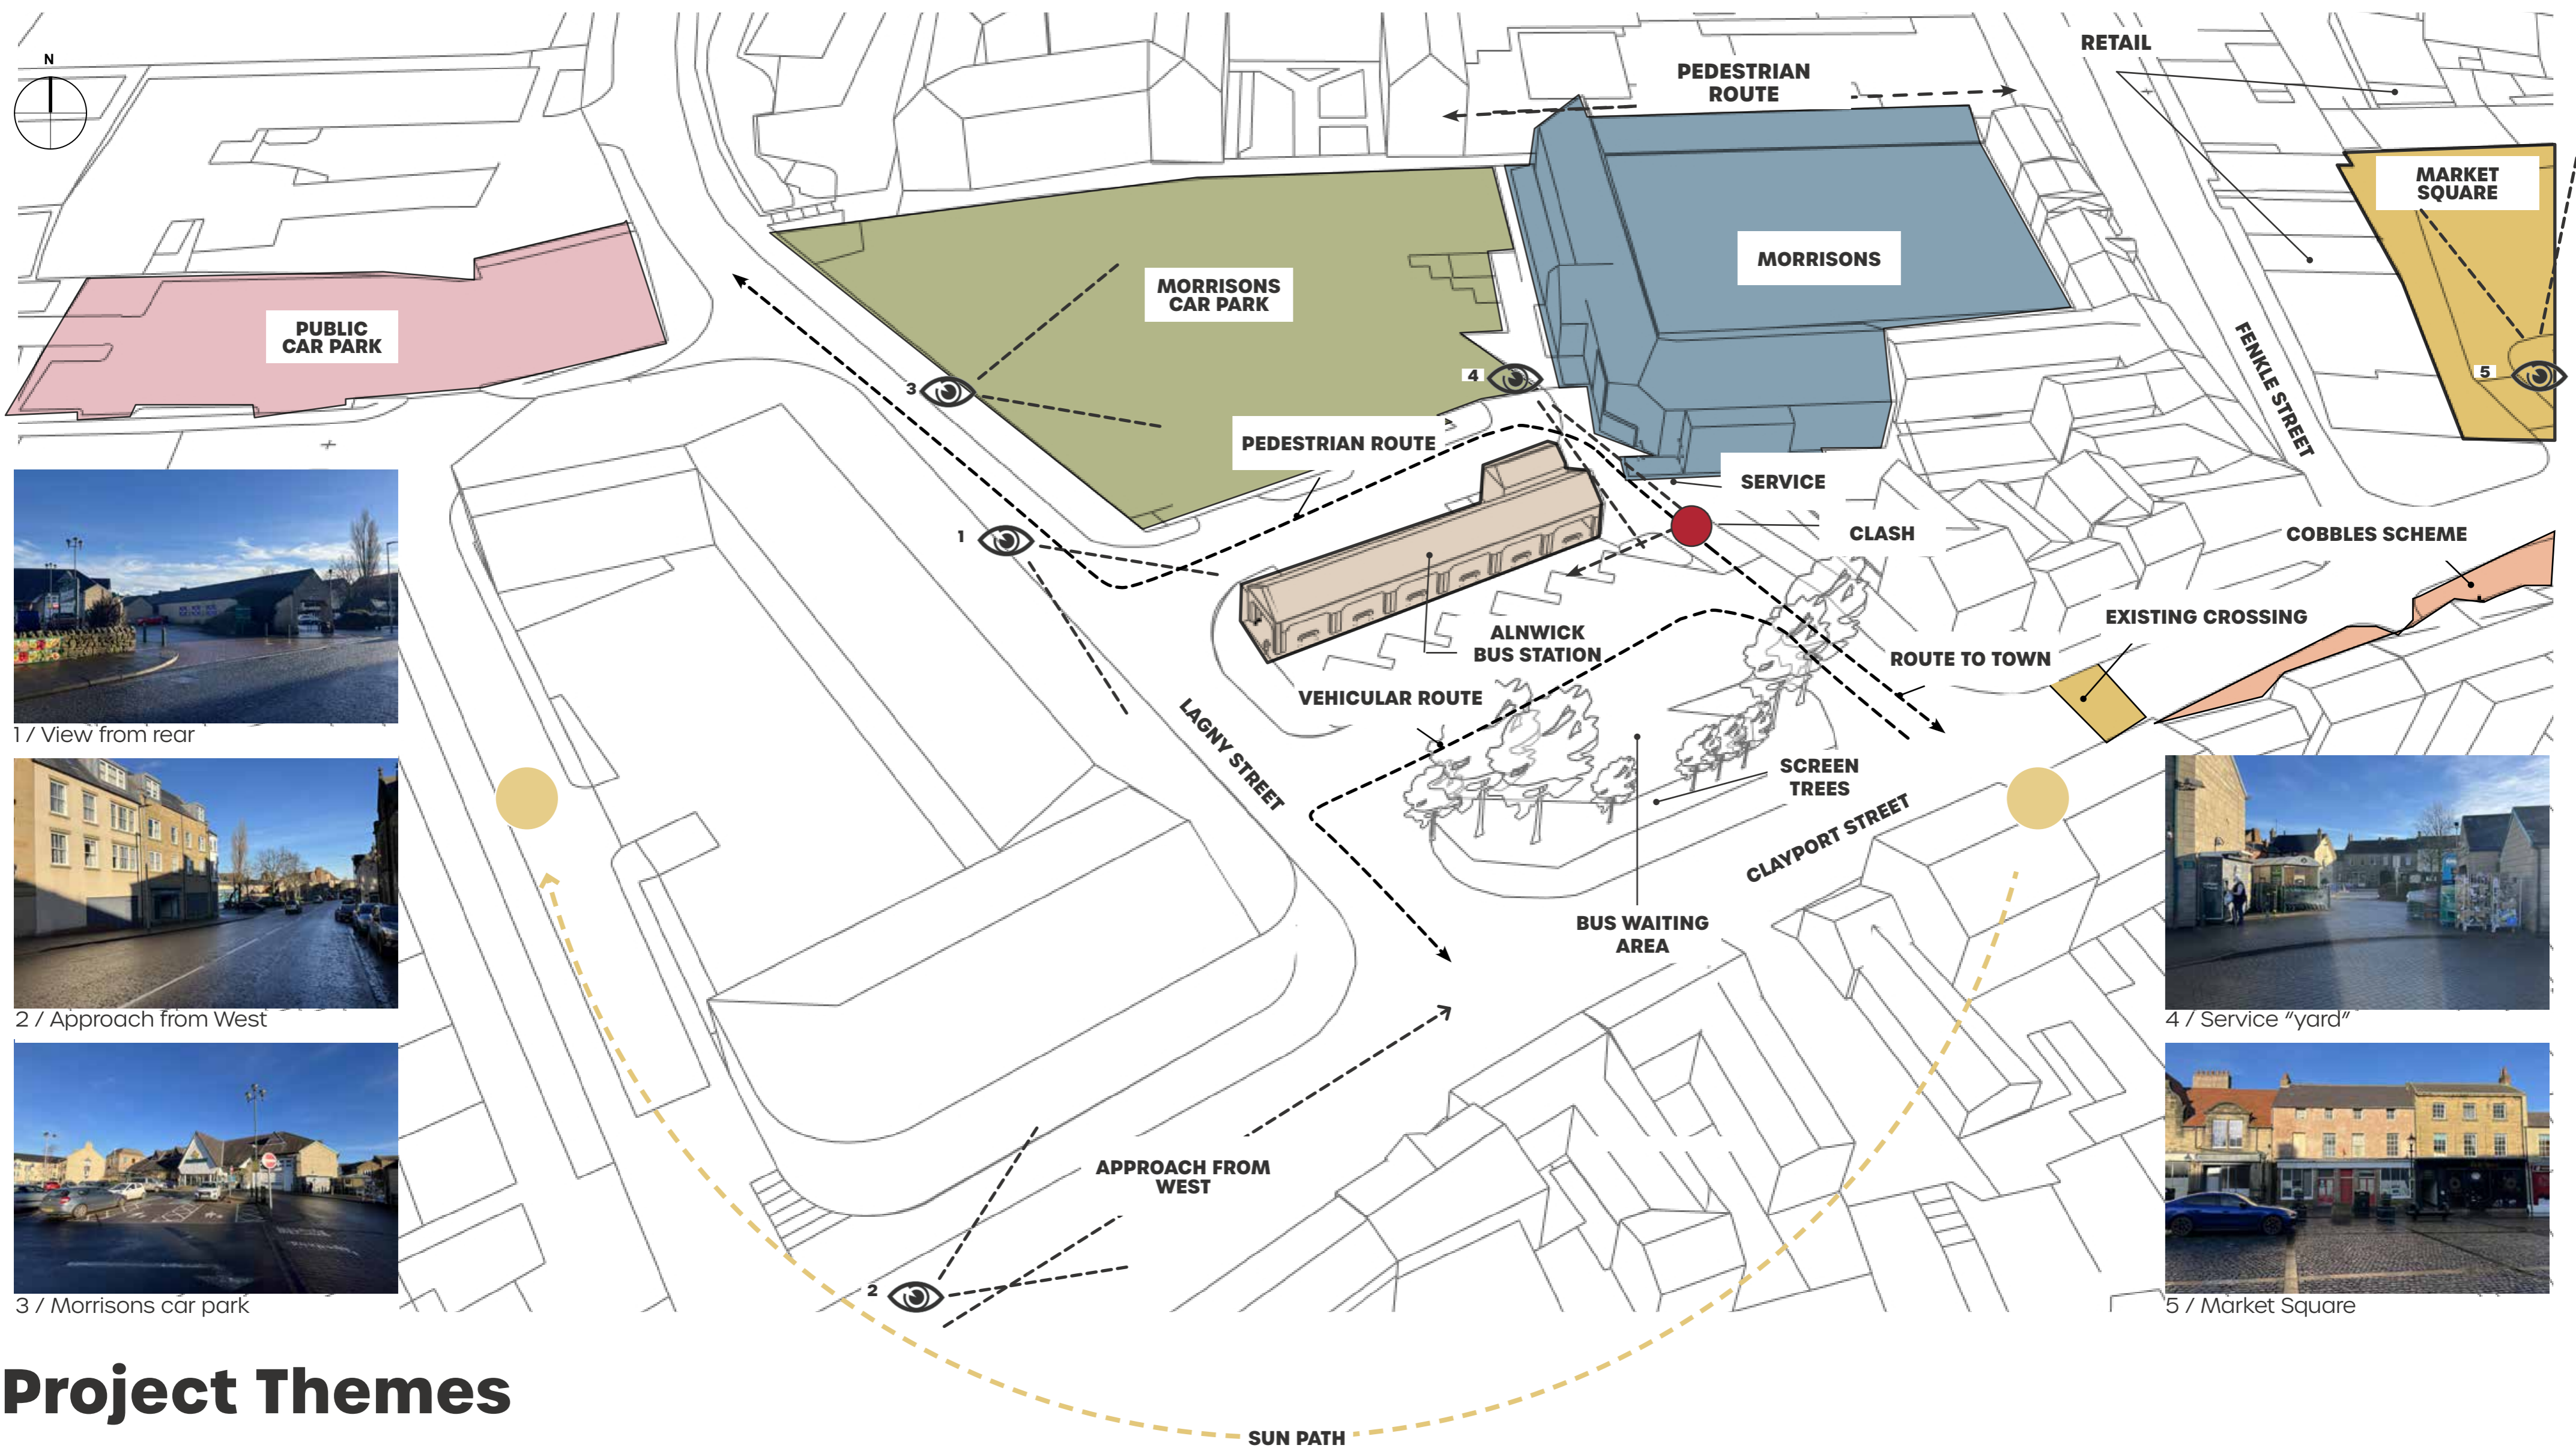 N
RETAIL
PEDESTRIAN
ROUTE
MARKET
SQUARE
MORRISONS
MORRISONS
CAR PARK
PUBLIC
CAR PARK
FENKLE STREET
3
4
5
PEDESTRIAN ROUTE
SERVICE
CLASH
COBBLES SCHEME
1
EXISTING CROSSING
ALNWICK
BUS STATION
ROUTE TO TOWN
VEHICULAR ROUTE
LAGNY STREET
SCREEN
TREES
CLAYPORT STREET
BUS WAITING
AREA
1 / View from rear
2 / Approach from West
3 / Morrisons car park
4 / Service "yard"
5 / Market Square
APPROACH FROM
WEST
2
Project Themes
SUN PATH